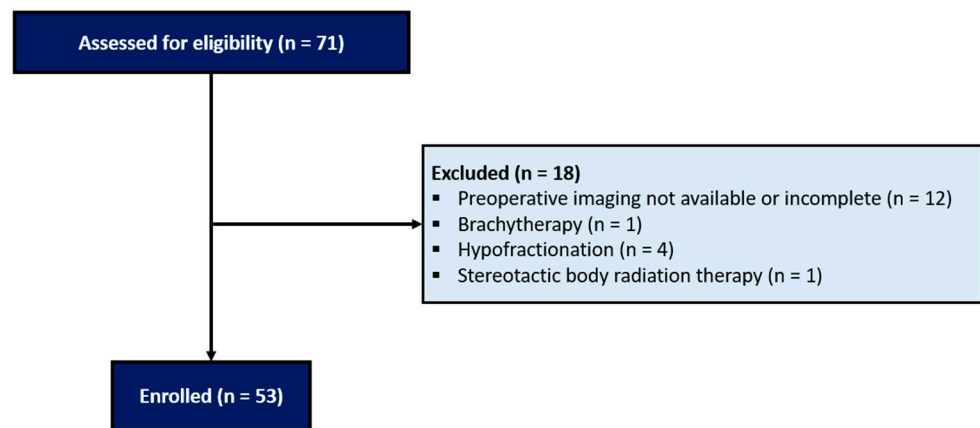 Assessed for eligibility (n = 71)
Excluded (n = 18)
▪ Preoperative imaging not available or incomplete (n = 12)
▪ Brachytherapy (n = 1)
▪ Hypofractionation (n = 4)
▪ Stereotactic body radiation therapy (n = 1)
Enrolled (n = 53)